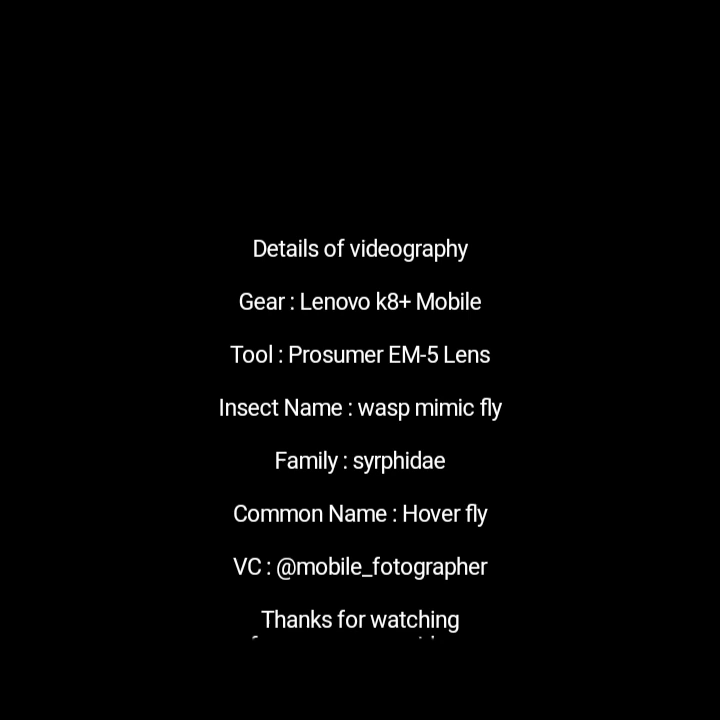 Details of videography
Gear : Lenovo k8+ Mobile
Tool : Prosumer EM-5 Lens
Insect Name : wasp mimic fly
Family : syrphidae
Common Name : Hover fly
VC : @mobile_fotographer
Thanks for watching